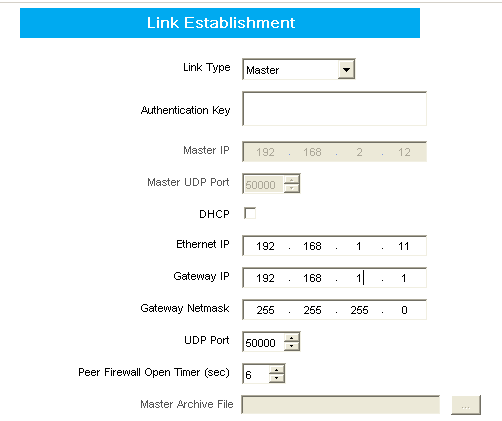 Link Establishment
Link Type Master
Authentication Key
Master IP 192 . 168 . 2 . 12
Master UDP Port 50000
DHCP
Ethernet IP 192 . 168 . 1 . 11
Gateway IP 192 . 168 . 1 . 1
Gateway Netmask 255 . 255 . 255 . 0
UDP Port 50000
Peer Firewall Open Timer (sec) 6
Master Archive File ...